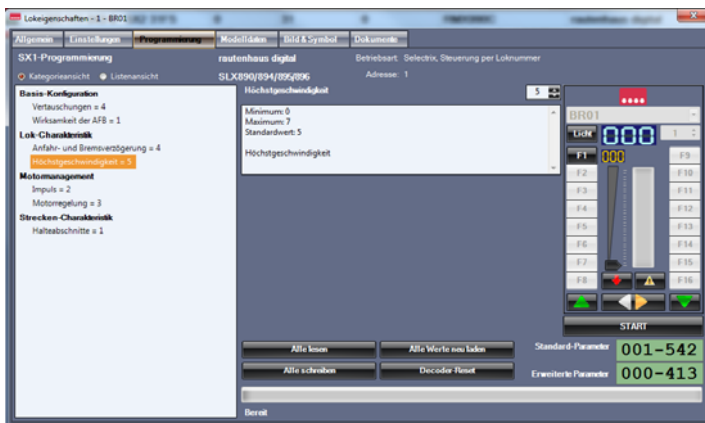 Lokeigenschaften - 1 - BR01
Allgemein Einstellungen Programmierung Modelldaten Bild & Symbol Dokumente
SX1-Programmierung
rautenhaus digital
Betriebsart: Selectrix, Steuerung per Loknummer
Kategorieansicht Listenansicht
SLX890/894/895/896
Adresse: 1
Basis-Konfiguration
Vertauschungen = 4
Wirksamkeit der AFB = 1
Lok-Charakteristik
Anfahr- und Bremsverzögerung = 4
Höchstgeschwindigkeit = 5
Motormanagement
Impuls = 2
Motorregelung = 3
Strecken-Charakteristik
Halteabschnitte = 1
Höchstgeschwindigkeit
5
Minimum: 0
Maximum: 7
Standardwert: 5
Höchstgeschwindigkeit
BR01
Licht 000 1
F1 000 F9
F2 F10
F3 F11
F4 F12
F5 F13
F6 F14
F7 F15
F8 F16
START
Alle lesen Alle Werte neu laden
Standard-Parameter 001-542
Alle schreiben Decoder-Reset
Erweiterte Parameter 000-413
Bereit